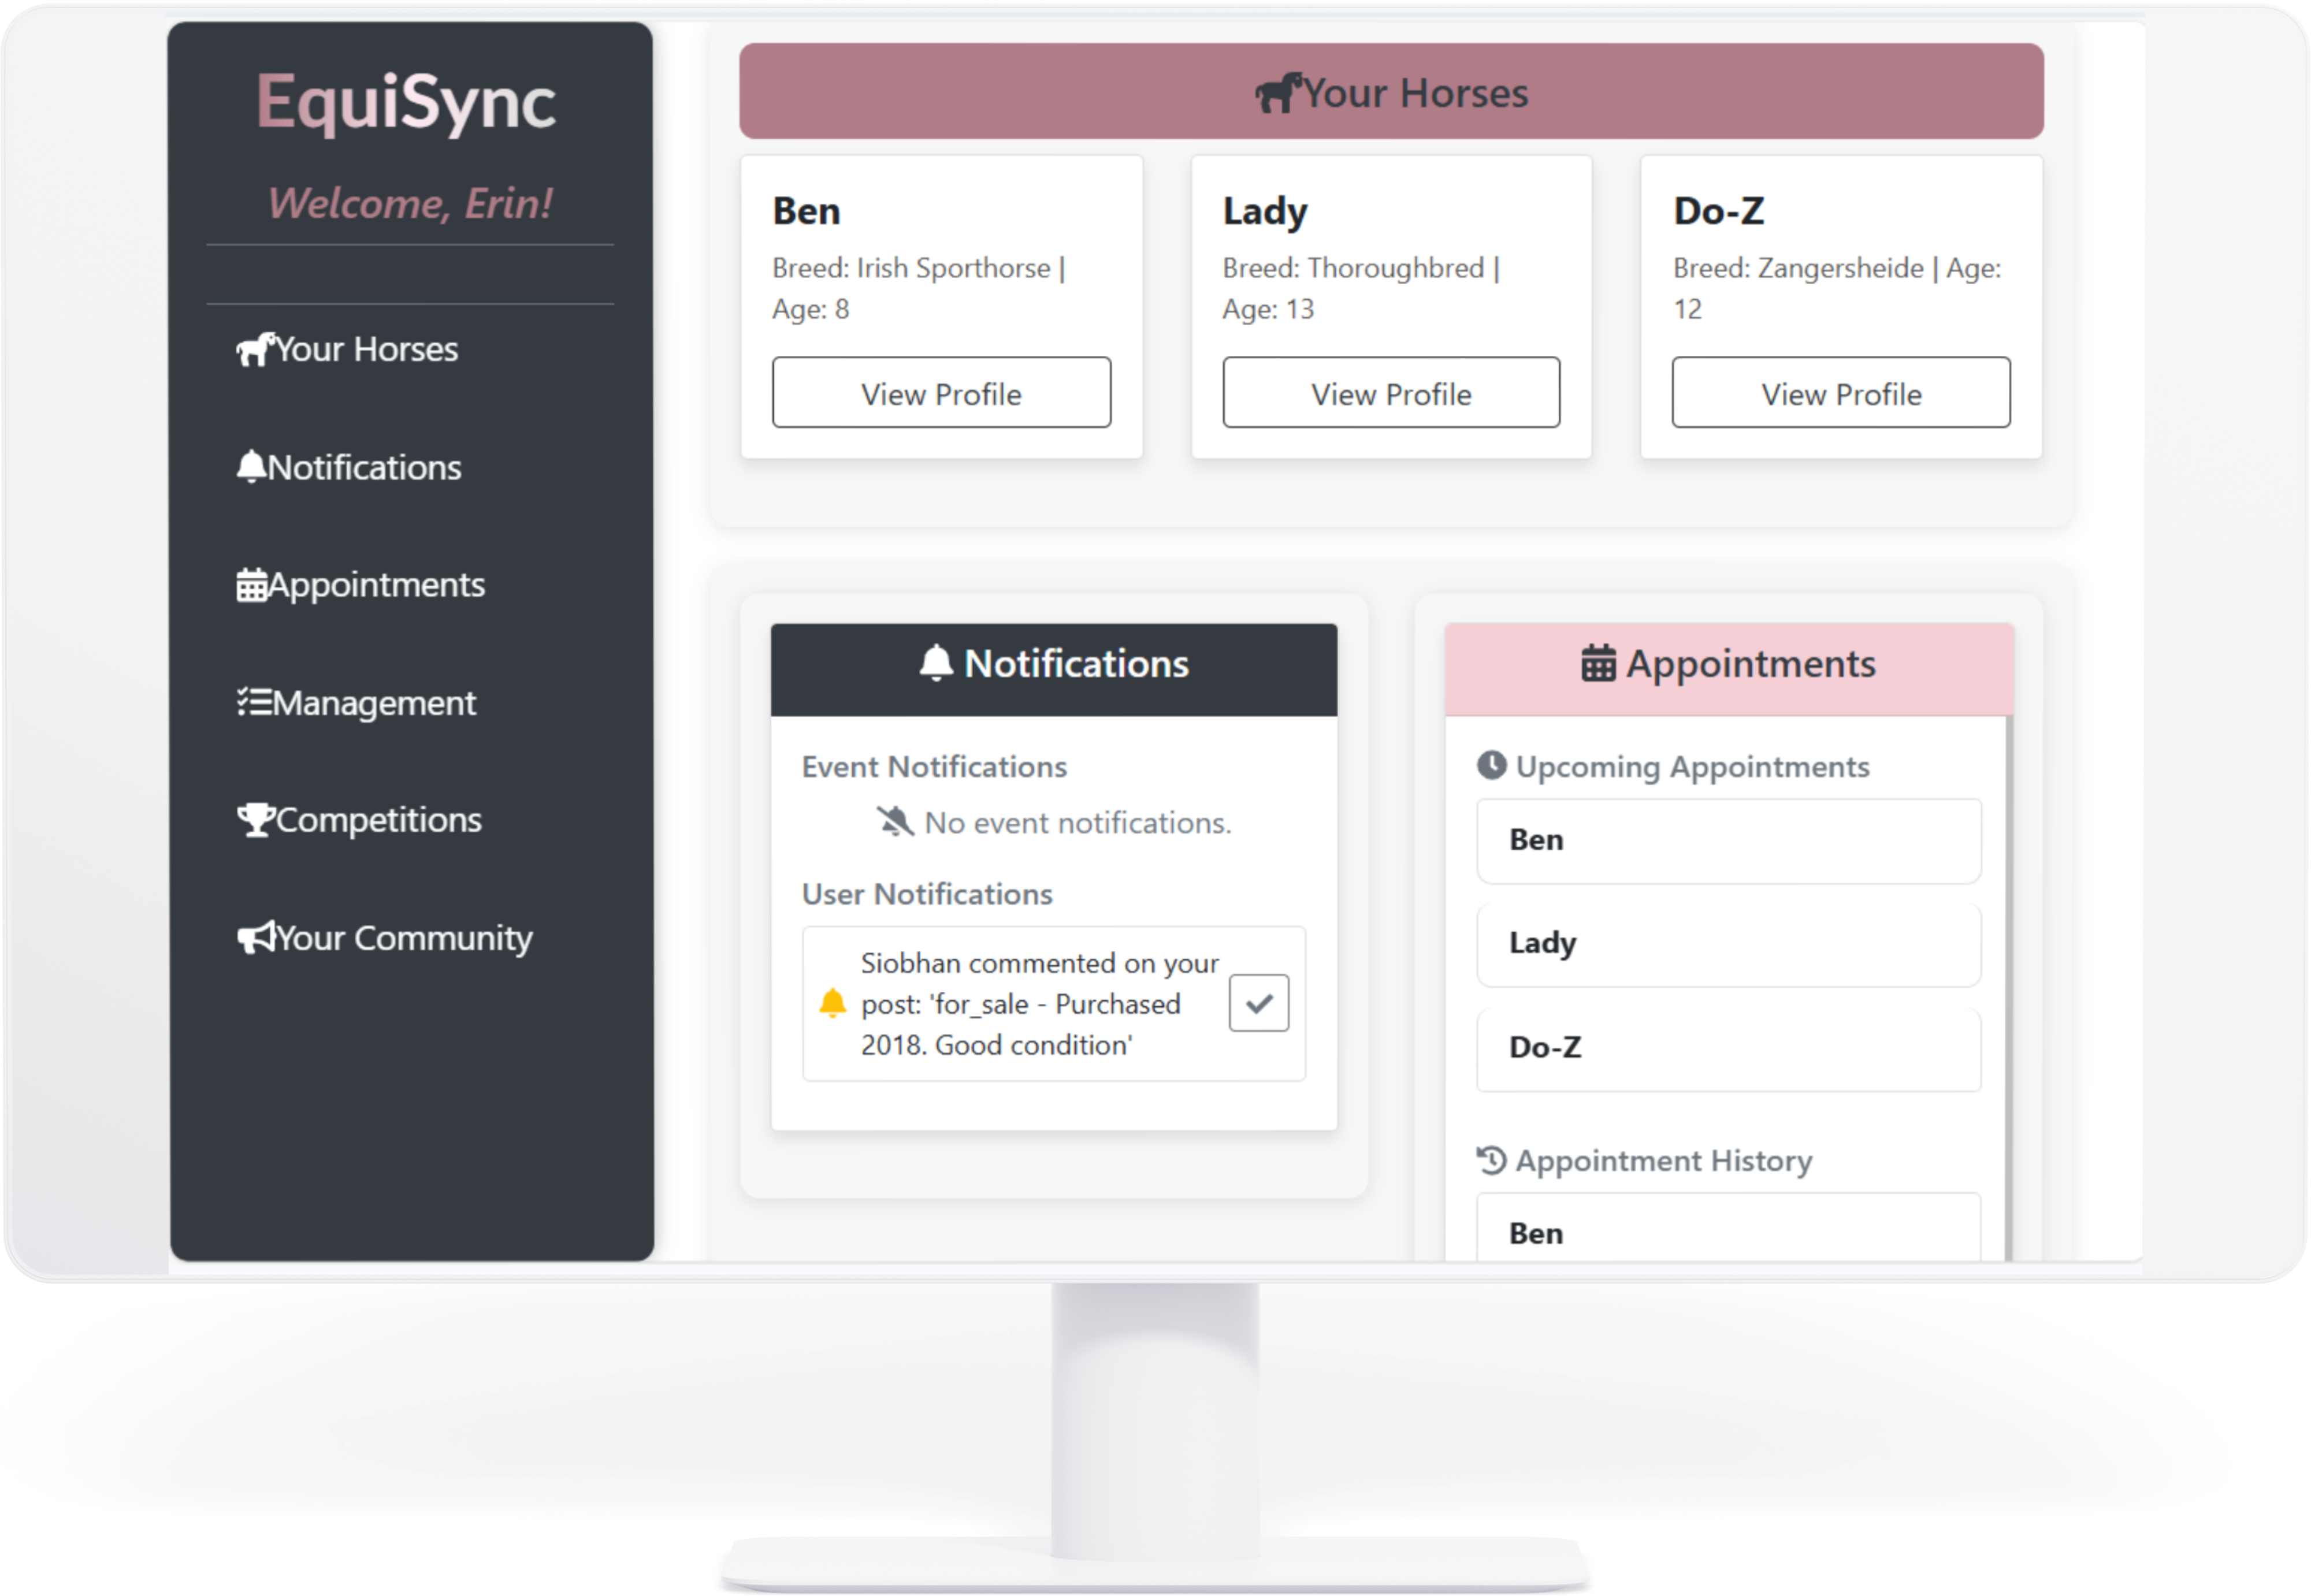 EquiSync
Welcome, Erin!
Your Horses
Notifications
Appointments
Management
Competitions
Your Community
Your Horses
Ben
Breed: Irish Sporthorse |
Age: 8
View Profile
Lady
Breed: Thoroughbred |
Age: 13
View Profile
Do-Z
Breed: Zangersheide | Age:
12
View Profile
Notifications
Event Notifications
No event notifications.
User Notifications
Siobhan commented on your
post: 'for_sale - Purchased
2018. Good condition'
Appointments
Upcoming Appointments
Ben
Lady
Do-Z
Appointment History
Ben